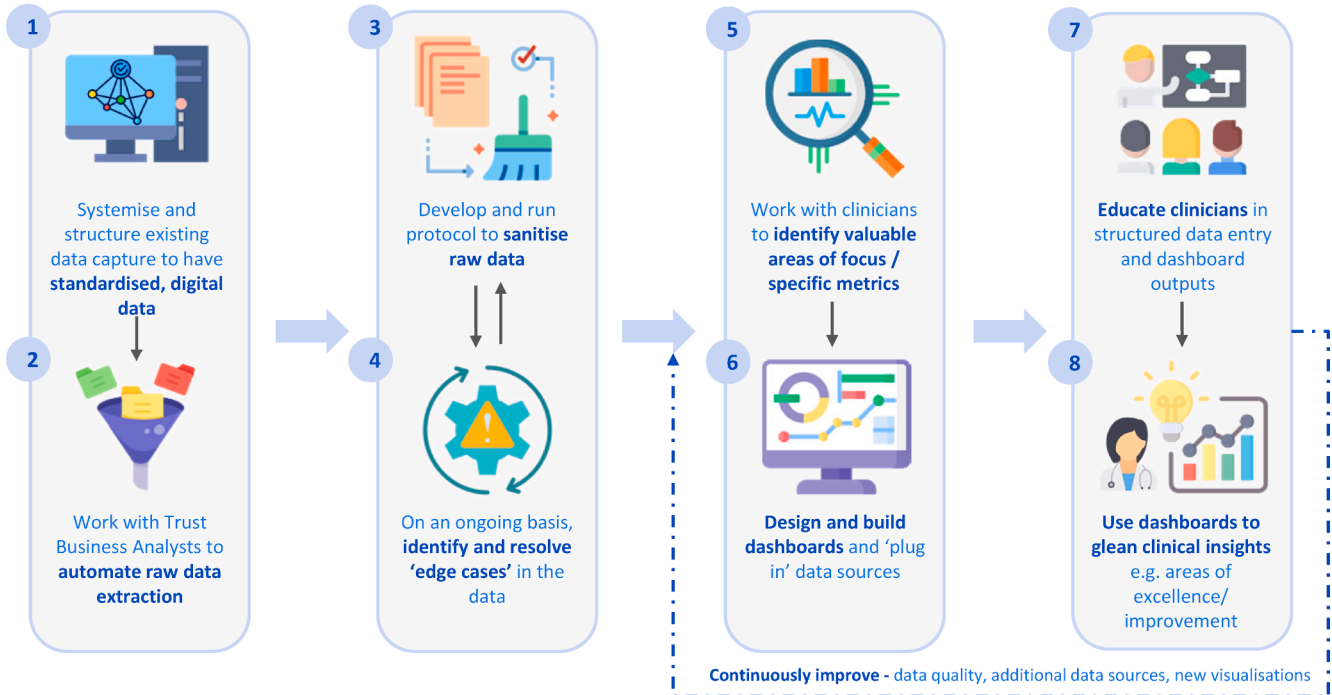 1
Systemise and
structure existing
data capture to have
standardised, digital
data
2
Work with Trust
Business Analysts to
automate raw data
extraction
3
Develop and run
protocol to sanitise
raw data
4
On an ongoing basis,
identify and resolve
‘edge cases’ in the
data
5
Work with clinicians
to identify valuable
areas of focus /
specific metrics
6
Design and build
dashboards and ‘plug
in’ data sources
7
Educate clinicians in
structured data entry
and dashboard
outputs
8
Use dashboards to
glean clinical insights
e.g. areas of
excellence/
improvement
Continuously improve - data quality, additional data sources, new visualisations